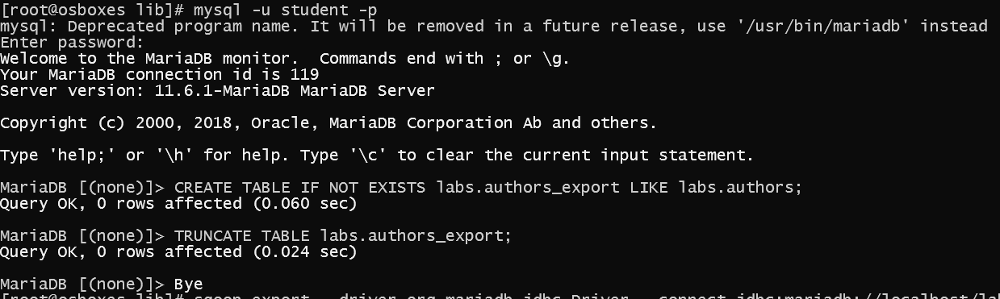 [root@osboxes lib]# mysql -u student -p
mysql: Deprecated program name. It will be removed in a future release, use '/usr/bin/mariadb' instead
Enter password:
Welcome to the MariaDB monitor.  Commands end with ; or \g.
Your MariaDB connection id is 119
Server version: 11.6.1-MariaDB MariaDB Server
Copyright (c) 2000, 2018, Oracle, MariaDB Corporation Ab and others.
Type 'help;' or '\h' for help. Type '\c' to clear the current input statement.
MariaDB [(none)]> CREATE TABLE IF NOT EXISTS labs.authors_export LIKE labs.authors;
Query OK, 0 rows affected (0.060 sec)
MariaDB [(none)]> TRUNCATE TABLE labs.authors_export;
Query OK, 0 rows affected (0.024 sec)
MariaDB [(none)]> Bye
[root@osboxes lib]# sqoop export --driver org.mariadb.jdbc.Driver --connect jdbc:mariadb://localhost/